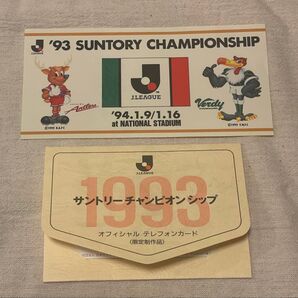 '93 SUNTORY CHAMPIONSHIP
J.LEAGUE
J.LEAGUE
Antlers
Verdy
'94.1.9/1.16
at NATIONAL STADIUM
J.LEAGUE
1993
サントリーチャンピオンシップ
オフィシャル テレフォンカード
(限定制作品)